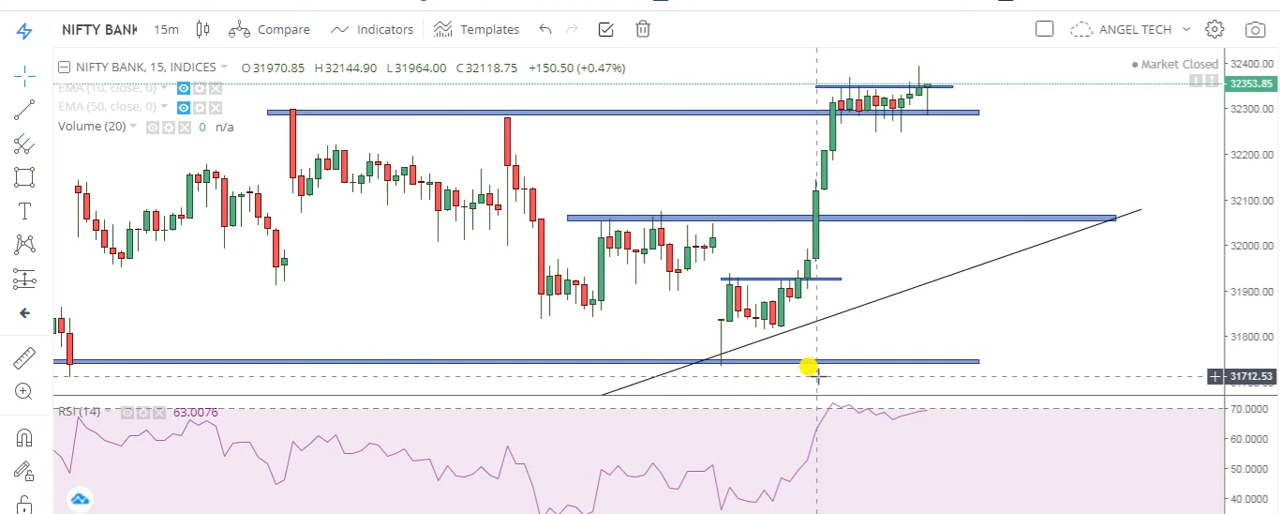 NIFTY BANK 15m Compare Indicators Templates ANGEL TECH
NIFTY BANK, 15, INDICES O31970.85 H32144.90 L31964.00 C32118.75 +150.50 (+0.47%) Market Closed
EMA (10, close, 0)
EMA (50, close, 0)
Volume (20) 0 n/a
32400.00
32353.85
32300.00
32200.00
32100.00
32000.00
31900.00
31800.00
31712.53
RSI (14) 63.0076
70.0000
60.0000
50.0000
40.0000